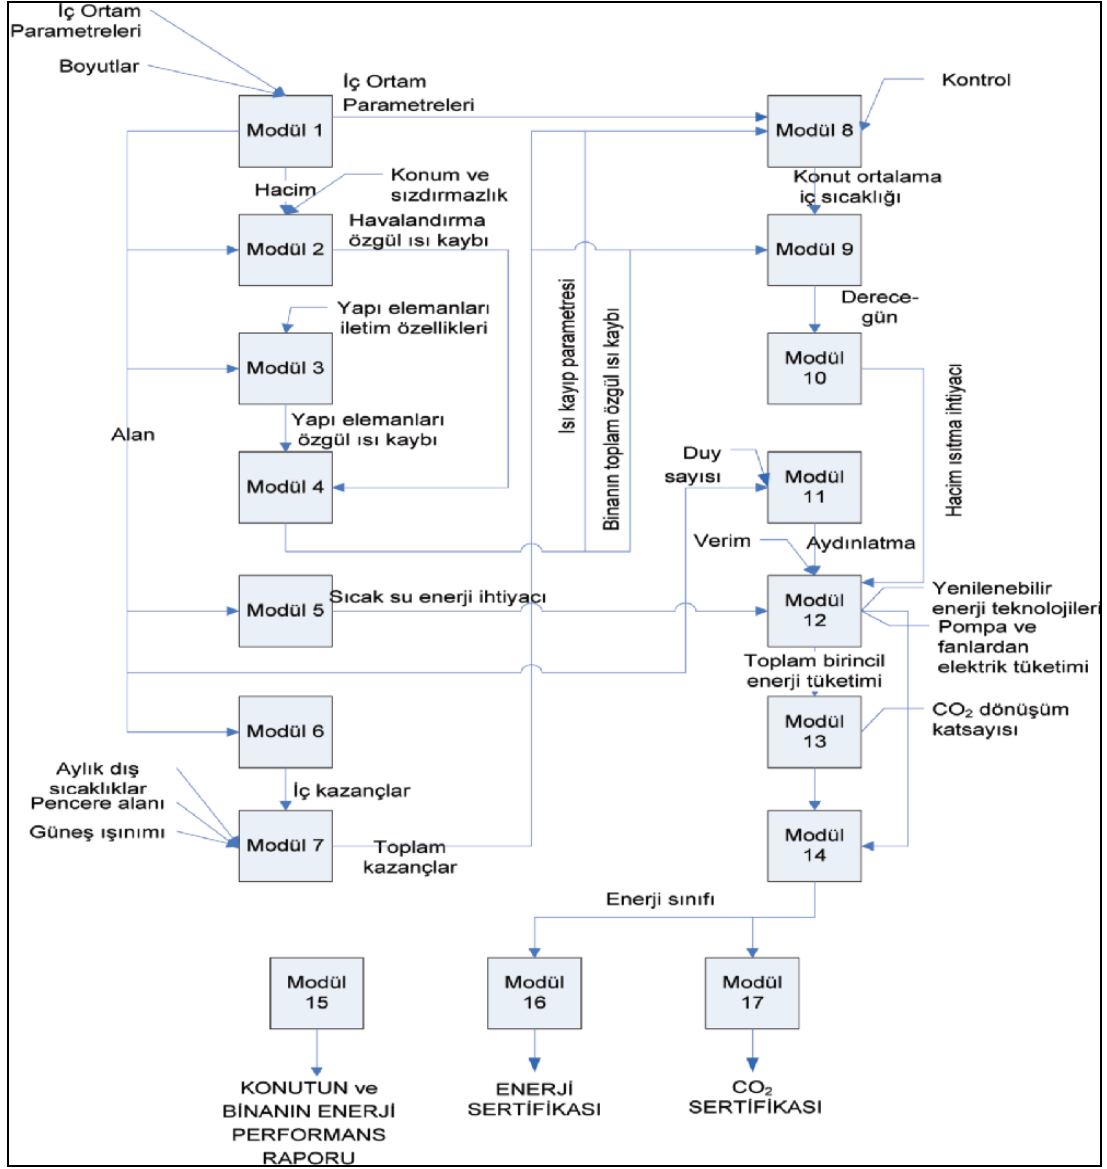 İç Ortam
Parametreleri
Boyutlar
İç Ortam
Parametreleri
Kontrol
Modül 1
Modül 8
Hacim
Konum ve
sızdırmazlık
Konut ortalama
iç sıcaklığı
Modül 2
Havalandırma
özgül ısı kaybı
Modül 9
Yapı elemanları
iletim özellikleri
Derece-
gün
Modül 3
Modül
10
Isı kayıp parametresi
Binanın toplam özgül ısı kaybı
Hacim ısıtma ihtiyacı
Alan
Yapı elemanları
özgül ısı kaybı
Modül 4
Duy
sayısı
Modül
11
Verim
Aydınlatma
Modül 5
Sıcak su enerji ihtiyacı
Modül
12
Yenilenebilir
enerji teknolojileri
Pompa ve
fanlardan
elektrik tüketimi
Toplam birincil
enerji tüketimi
Modül 6
Modül
13
CO₂ dönüşüm
katsayısı
İç kazançlar
Aylık dış
sıcaklıklar
Pencere alanı
Güneş ışınımı
Modül 7
Toplam
kazançlar
Modül
14
Enerji sınıfı
Modül
15
Modül
16
Modül
17
KONUTUN ve
BİNANIN ENERJİ
PERFORMANS
RAPORU
ENERJİ
SERTİFİKASI
CO₂
SERTİFİKASI